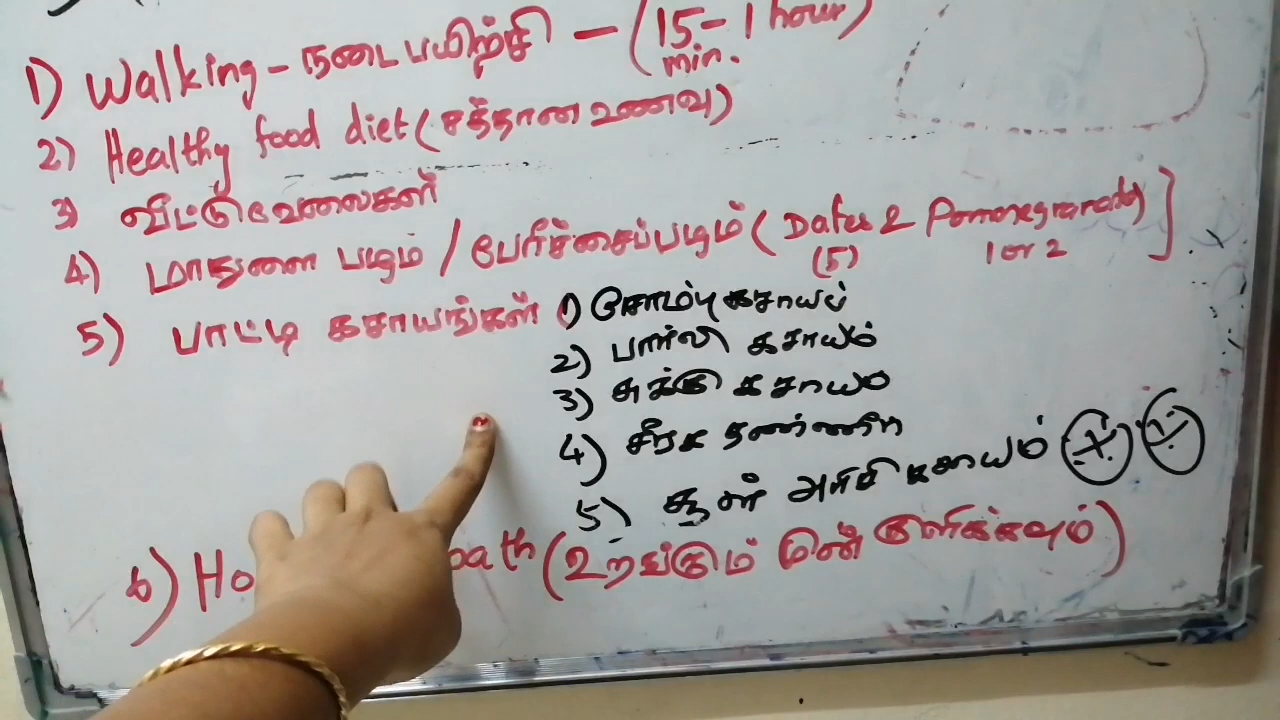 1) Walking - நடை பயிற்சி - (15 - 1 hour)
min.
2) Healthy food diet (சத்தான உணவு)
3) வீட்டு வேலைகள்
4) மாதுளை பழம் / பேரீச்சைப்பழம் ( Dates &
(5) 1 or 2
5) பாட்டி கசாயங்கள்
1) சோம்பு கசாயம்
2) பார்லி கசாயம்
3) சுக்கு கசாயம்
4) சீரக தண்ணீர்
5) அரிசி கசாயம்
6) Ho bath (உறங்கும் முன் குளிக்கவும்)